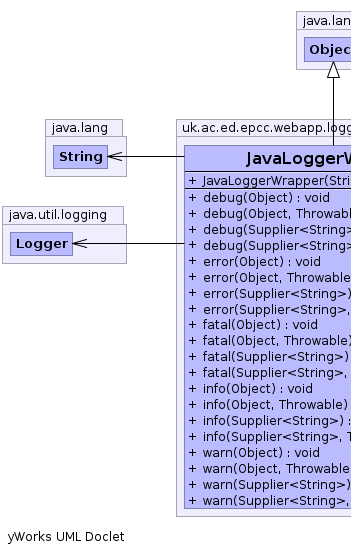 java.lan
Objec
java.lang
String
uk.ac.ed.epcc.webapp.logg
JavaLoggerW
+ JavaLoggerWrapper(Stri
+ debug(Object) : void
+ debug(Object, Throwabl
+ debug(Supplier<String>
+ debug(Supplier<String>
+ error(Object) : void
+ error(Object, Throwable
+ error(Supplier<String>)
+ error(Supplier<String>,
+ fatal(Object) : void
+ fatal(Object, Throwable)
+ fatal(Supplier<String>)
+ fatal(Supplier<String>,
+ info(Object) : void
+ info(Object, Throwable)
+ info(Supplier<String>) :
+ info(Supplier<String>, T
+ warn(Object) : void
+ warn(Object, Throwable
+ warn(Supplier<String>)
+ warn(Supplier<String>,
java.util.logging
Logger
yWorks UML Doclet